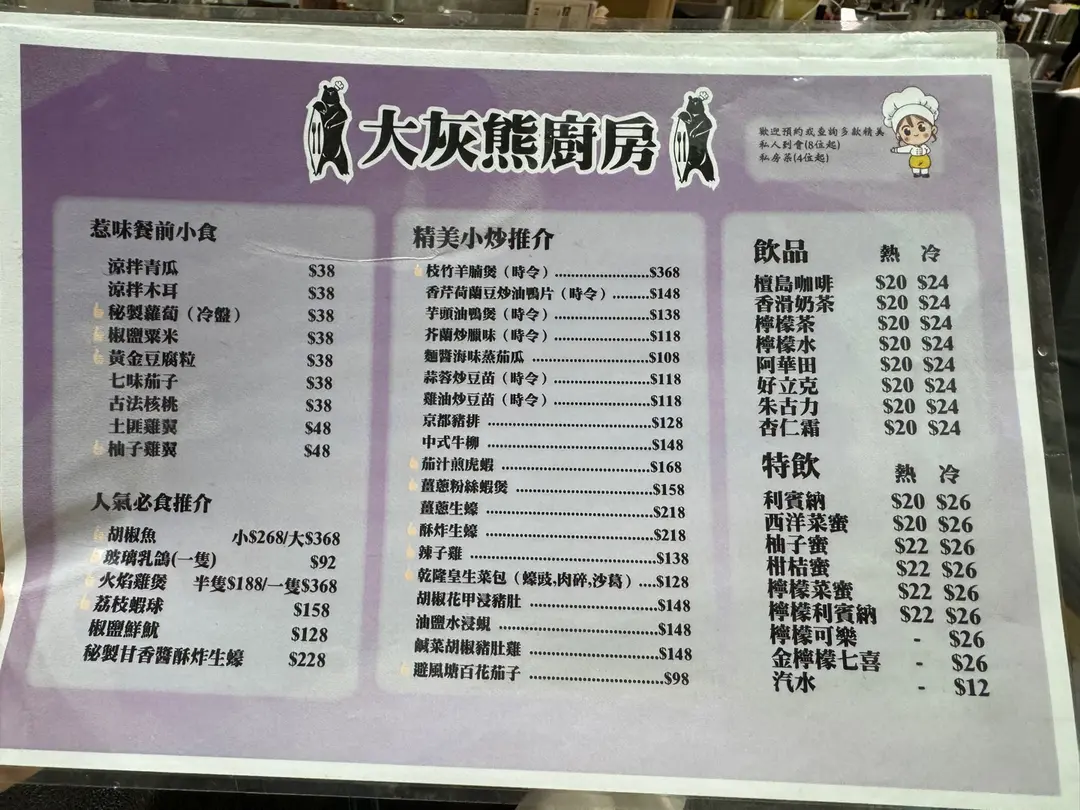 大灰熊廚房
歡迎預約或查詢多款精美
私人到會(8位起)
私房菜(4位起)
惹味餐前小食
涼拌青瓜 $38
涼拌木耳 $38
秘製蘿蔔（冷盤） $38
椒鹽粟米 $38
黃金豆腐粒 $38
七味茄子 $38
古法核桃 $38
土匪雞翼 $48
柚子雞翼 $48
人氣必食推介
胡椒魚 小$268/大$368
玻璃乳鴿(一隻) $92
火焰雞煲 半隻$188/一隻$368
荔枝蝦球 $158
椒鹽鮮魷 $128
秘製甘香醬酥炸生蠔 $228
精美小炒推介
枝竹羊腩煲（時令）........................$368
香芹荷蘭豆炒油鴨片（時令）.........$148
芋頭油鴨煲（時令）........................$138
芥蘭炒臘味（時令）........................$118
麵醬海味蒸茄瓜 ..............................$108
蒜蓉炒豆苗（時令）........................$118
雞油炒豆苗（時令）........................$118
京都豬排 ..........................................$128
中式牛柳 ..........................................$148
茄汁煎虎蝦 ......................................$168
薑蔥粉絲蝦煲 ..................................$158
薑蔥生蠔 ..........................................$218
酥炸生蠔 ..........................................$218
辣子雞 ..............................................$138
乾隆皇生菜包（蠔豉,肉碎,沙葛）....$128
胡椒花甲浸豬肚 ..............................$148
油鹽水浸蜆 ......................................$148
鹹菜胡椒豬肚雞 ..............................$148
避風塘百花茄子 ..............................$98
飲品 熱 冷
檀島咖啡 $20 $24
香滑奶茶 $20 $24
檸檬茶 $20 $24
檸檬水 $20 $24
阿華田 $20 $24
好立克 $20 $24
朱古力 $20 $24
杏仁霜 $20 $24
特飲 熱 冷
利賓納 $20 $26
西洋菜蜜 $20 $26
柚子蜜 $22 $26
柑桔蜜 $22 $26
檸檬菜蜜 $22 $26
檸檬利賓納 $22 $26
檸檬可樂 - $26
金檸檬七喜 - $26
汽水 - $12